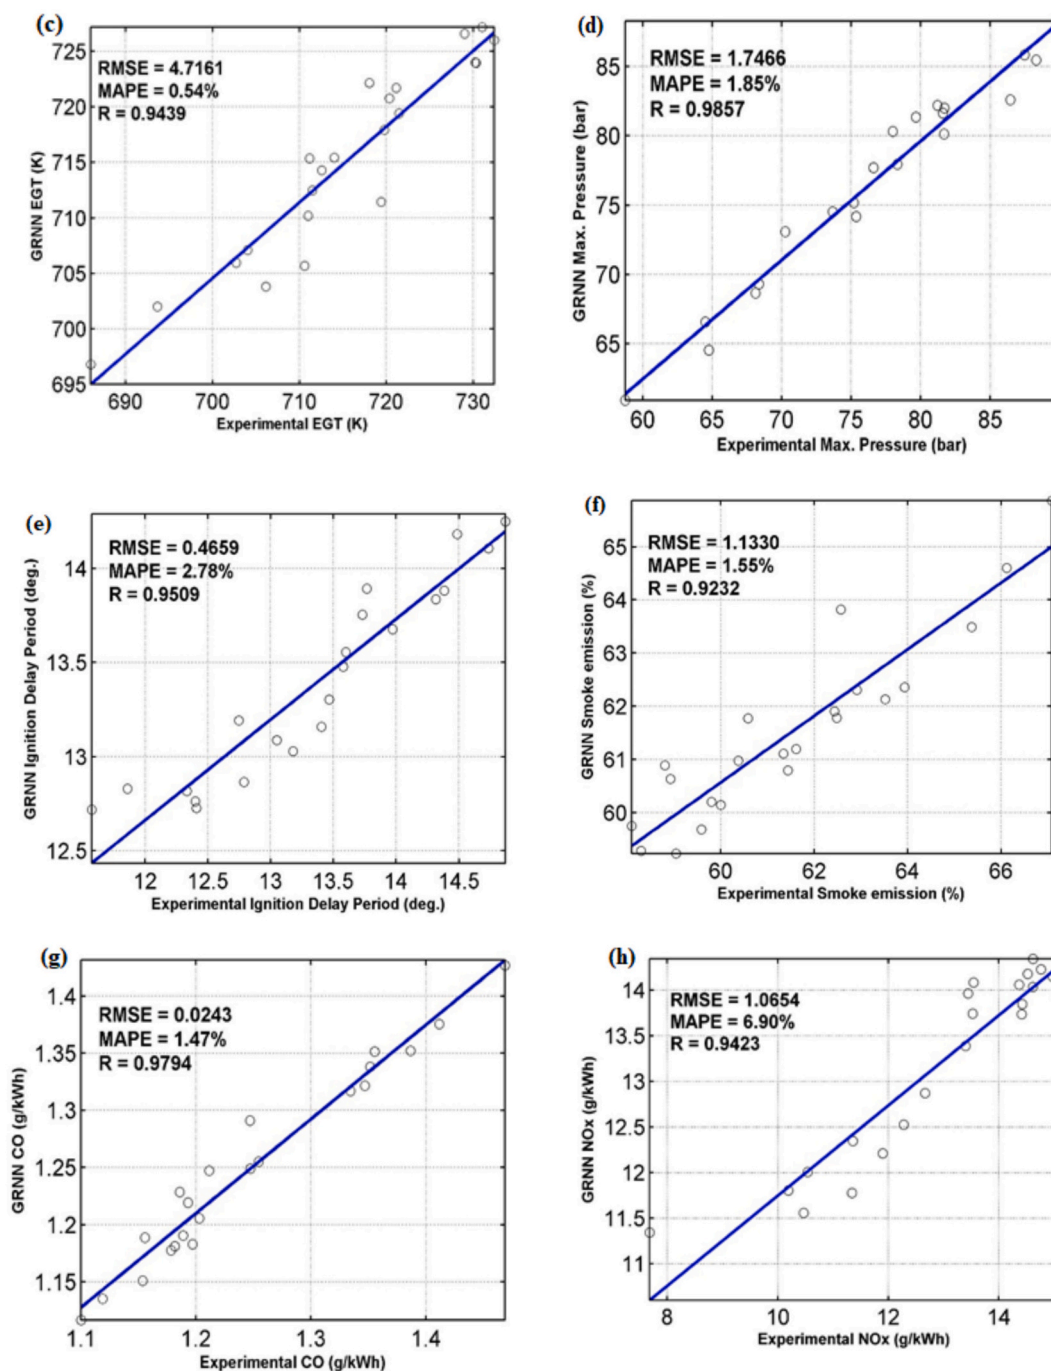 (c)
725
720
715
710
705
700
695
GRNN EGT (K)
RMSE = 4.7161
MAPE = 0.54%
R = 0.9439
690 700 710 720 730
Experimental EGT (K)
(d)
85
80
75
70
65
GRNN Max. Pressure (bar)
RMSE = 1.7466
MAPE = 1.85%
R = 0.9857
60 65 70 75 80 85
Experimental Max. Pressure (bar)
(e)
14
13.5
13
12.5
GRNN Ignition Delay Period (deg.)
RMSE = 0.4659
MAPE = 2.78%
R = 0.9509
12 12.5 13 13.5 14 14.5
Experimental Ignition Delay Period (deg.)
(f)
65
64
63
62
61
60
GRNN Smoke emission (%)
RMSE = 1.1330
MAPE = 1.55%
R = 0.9232
60 62 64 66
Experimental Smoke emission (%)
(g)
1.4
1.35
1.3
1.25
1.2
1.15
GRNN CO (g/kWh)
RMSE = 0.0243
MAPE = 1.47%
R = 0.9794
1.1 1.2 1.3 1.4
Experimental CO (g/kWh)
(h)
14
13.5
13
12.5
12
11.5
11
GRNN NOx (g/kWh)
RMSE = 1.0654
MAPE = 6.90%
R = 0.9423
8 10 12 14
Experimental NOx (g/kWh)